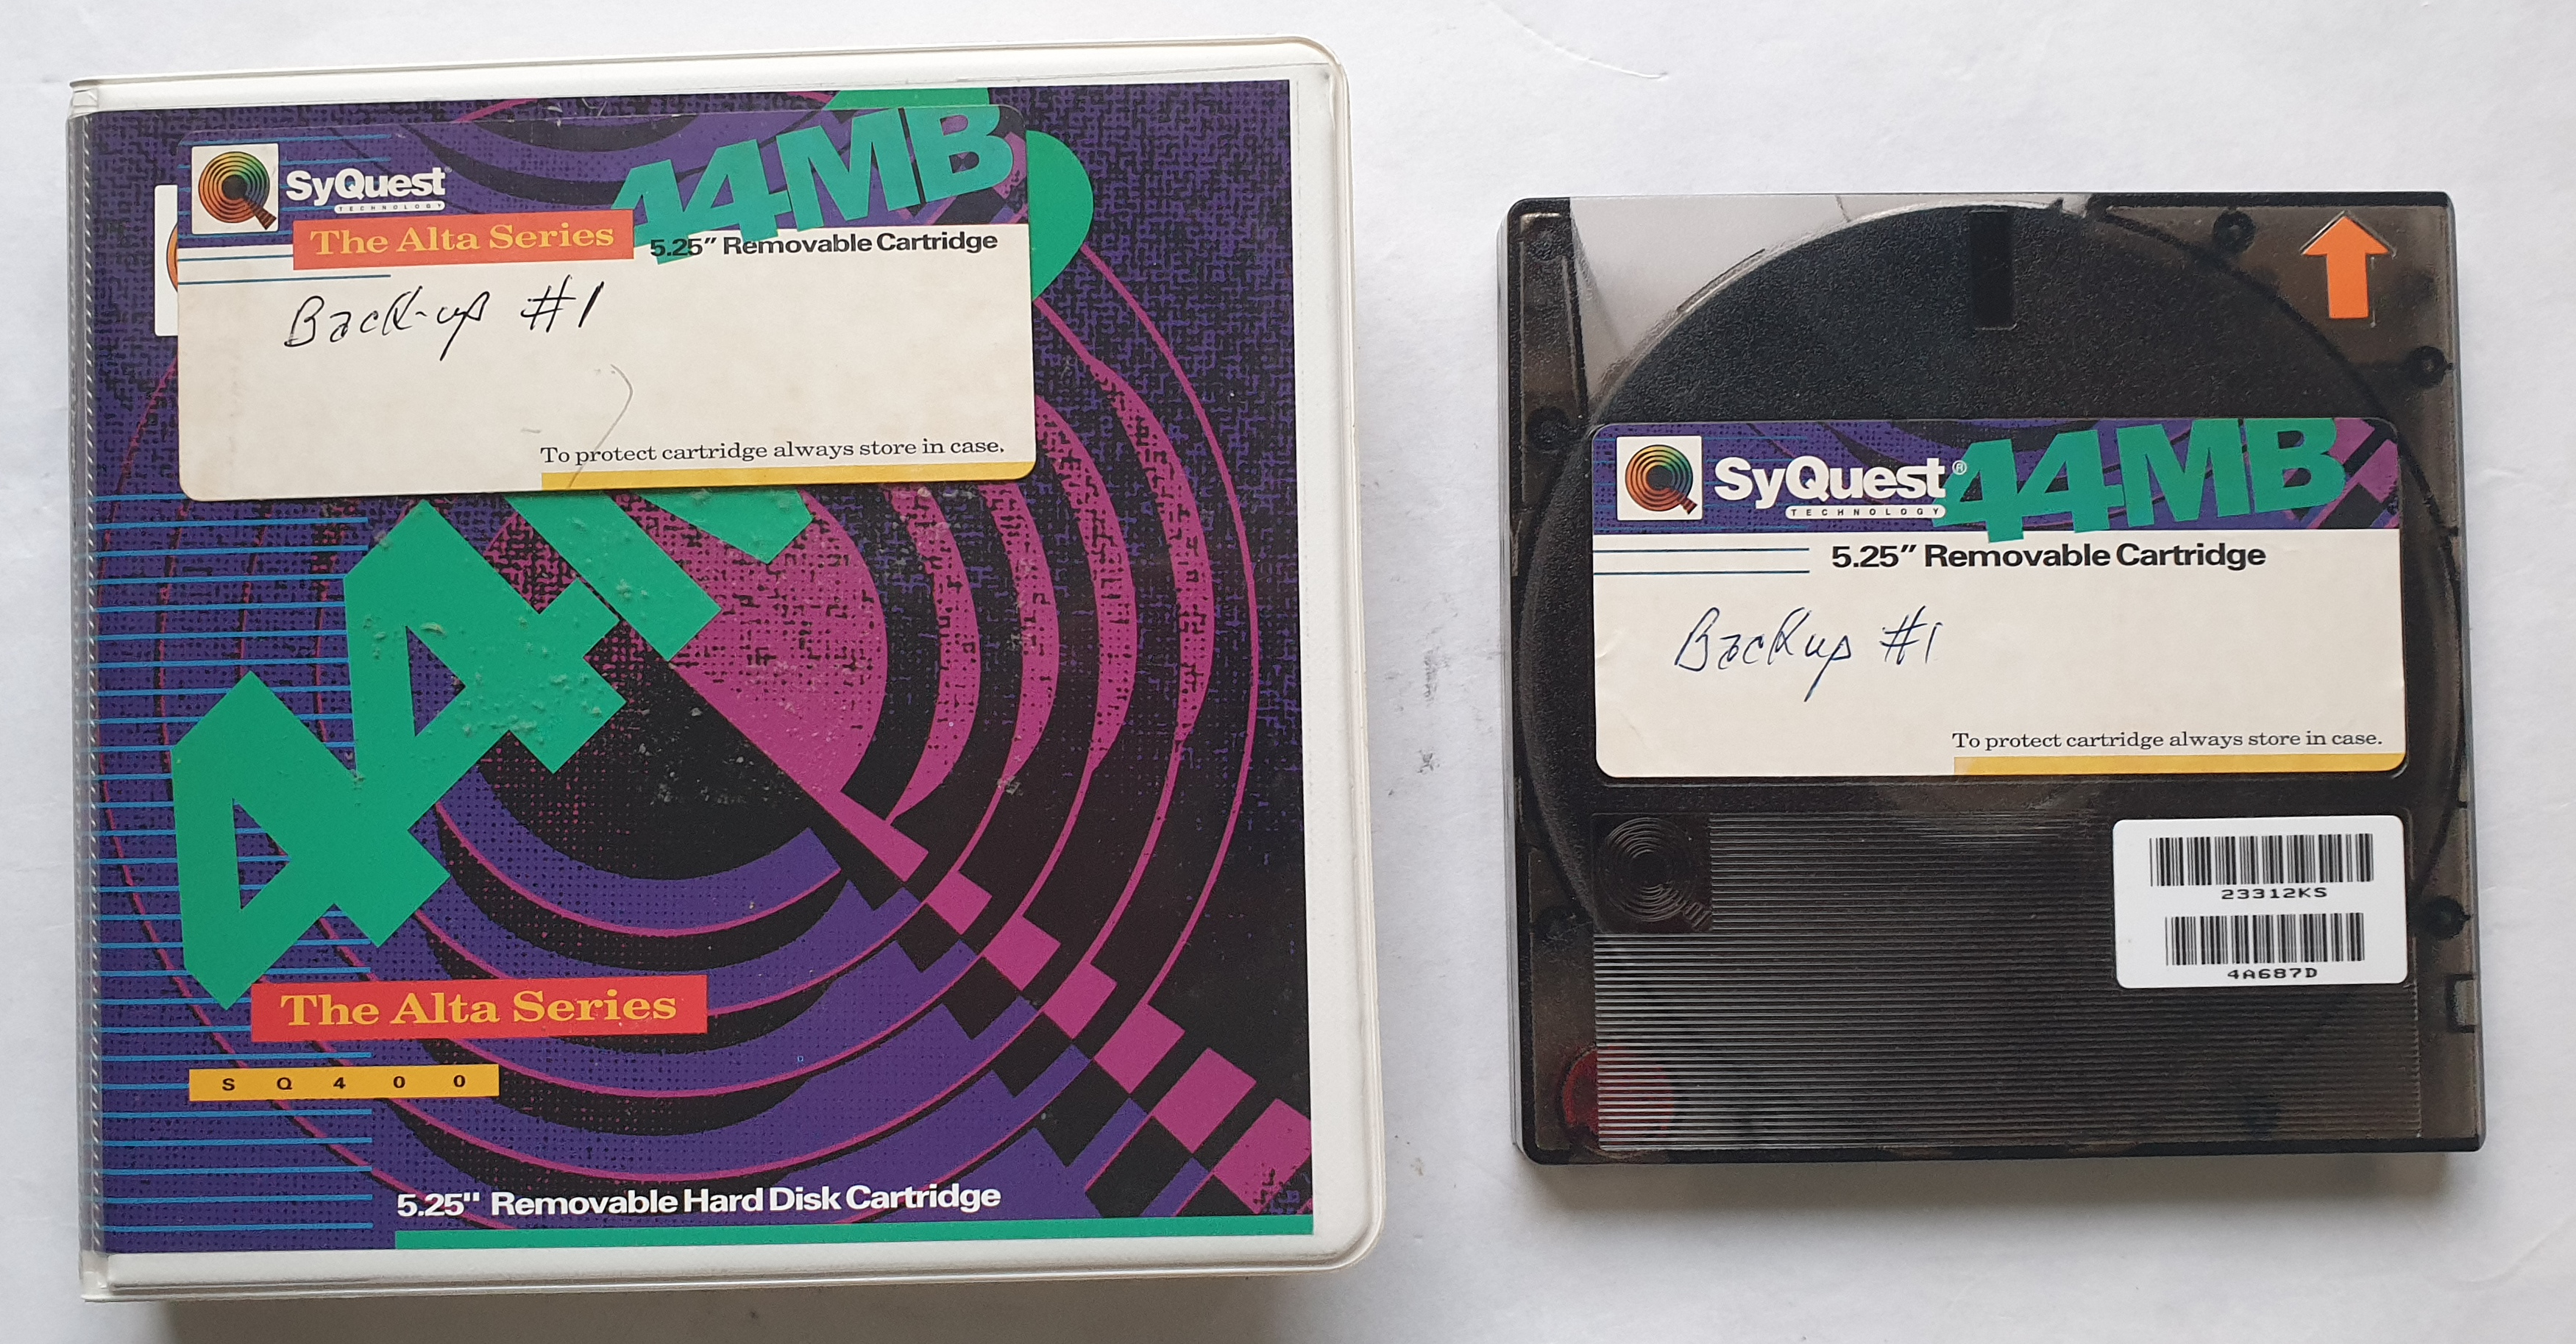 SyQuest®
TECHNOLOGY
44MB
The Alta Series
5.25" Removable Cartridge
Back-up #1
To protect cartridge always store in case.
44M
The Alta Series
SQ400
5.25" Removable Hard Disk Cartridge
SyQuest®
TECHNOLOGY
44MB
5.25" Removable Cartridge
Backup #1
To protect cartridge always store in case.
23312KS
4A687D